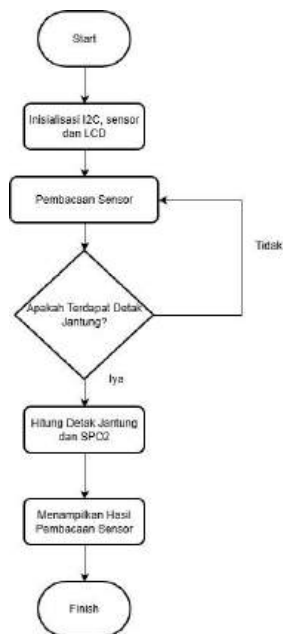 Start
Inisialisasi I2C, sensor
dan LCD
Pembacaan Sensor
Tidak
Apakah Terdapat Detak
Jantung?
Iya
Hitung Detak Jantung
dan SPO2
Menampilkan Hasil
Pembacaan Sensor
Finish